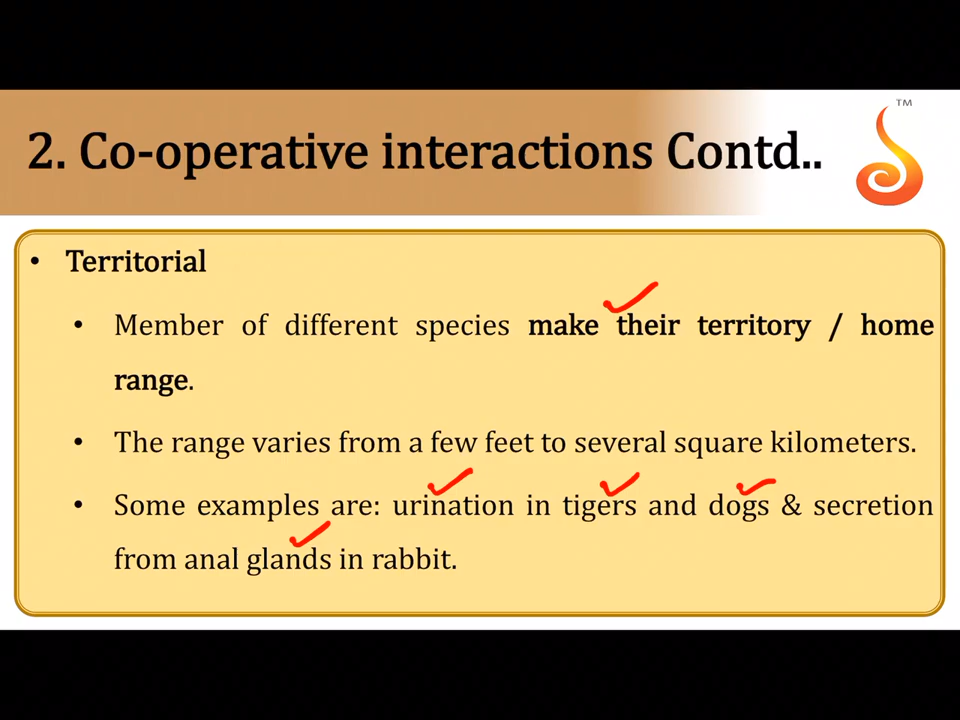 2. Co-operative interactions Contd..
TM
• Territorial
• Member of different species make their territory / home
range.
• The range varies from a few feet to several square kilometers.
• Some examples are: urination in tigers and dogs & secretion
from anal glands in rabbit.